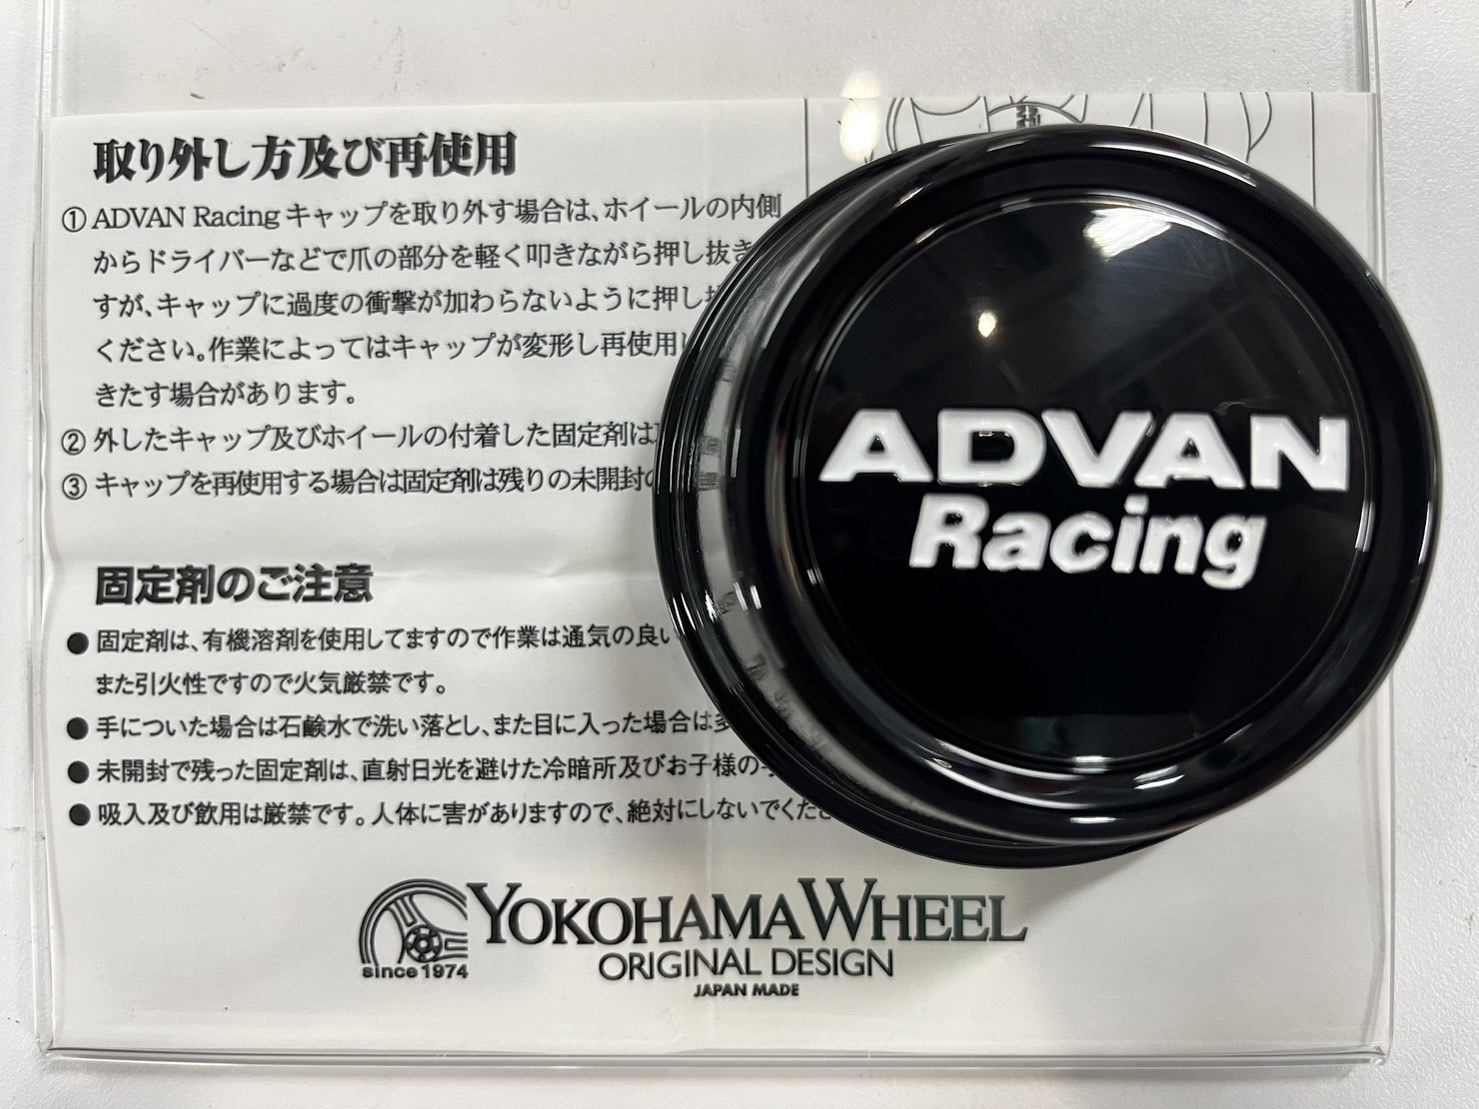 取り外し方及び再使用
① ADVAN Racing キャップを取り外す場合は、ホイールの内側
からドライバーなどで爪の部分を軽く叩きながら押し抜き
すが、キャップに過度の衝撃が加わらないように押し
ください。作業によってはキャップが変形し再使用
きたす場合があります。
② 外したキャップ及びホイールの付着した固定剤は
③ キャップを再使用する場合は固定剤は残りの未開封の
固定剤のご注意
● 固定剤は、有機溶剤を使用してますので作業は通気の良い
また引火性ですので火気厳禁です。
● 手についた場合は石鹸水で洗い落とし、また目に入った場合は多
● 未開封で残った固定剤は、直射日光を避けた冷暗所及びお子様の
● 吸入及び飲用は厳禁です。人体に害がありますので、絶対にしないでくださ
YOKOHAMA WHEEL
since 1974
ORIGINAL DESIGN
JAPAN MADE
ADVAN
Racing